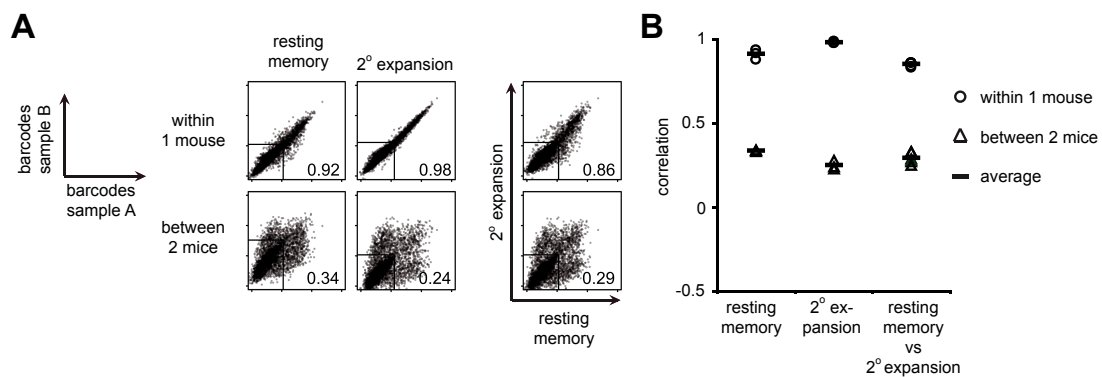 A
resting
memory
2° expansion
barcodes
sample B
barcodes
sample A
within
1 mouse
0.92
0.98
0.86
between
2 mice
0.34
0.24
0.29
2° expansion
resting
memory
B
correlation
1
0.5
0
-0.5
resting
memory
2° ex-
pansion
resting
memory
vs
2° expansion
within 1 mouse
between 2 mice
average